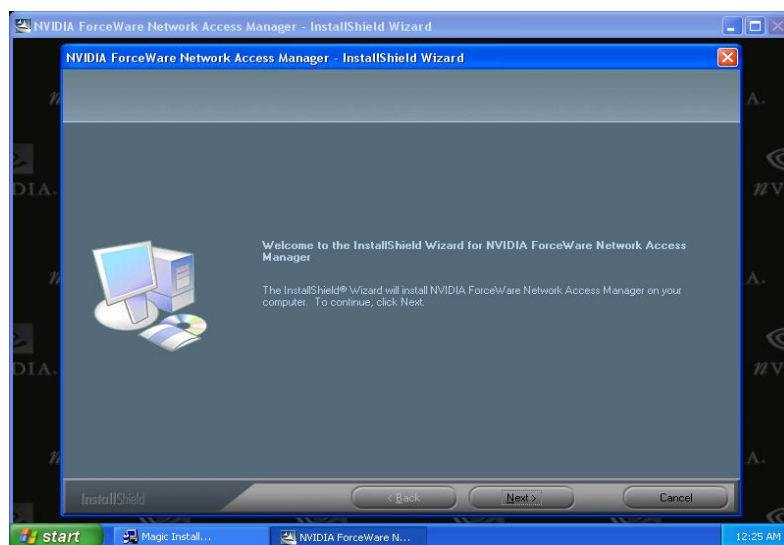 NVIDIA ForceWare Network Access Manager - InstallShield Wizard
NVIDIA ForceWare Network Access Manager - InstallShield Wizard
Welcome to the InstallShield Wizard for NVIDIA ForceWare Network Access
Manager
The InstallShield® Wizard will install NVIDIA ForceWare Network Access Manager on your
computer. To continue, click Next.
InstallShield
< Back
Next >
Cancel
start
Magic Install...
NVIDIA ForceWare N...
12:25 AM